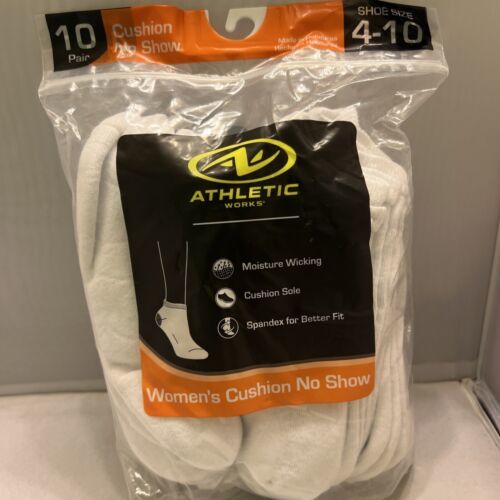 10
Pair
Cushion
No Show
SHOE SIZE
4-10
ATHLETIC
WORKS
Moisture Wicking
Cushion Sole
Spandex for Better Fit
Women's Cushion No Show